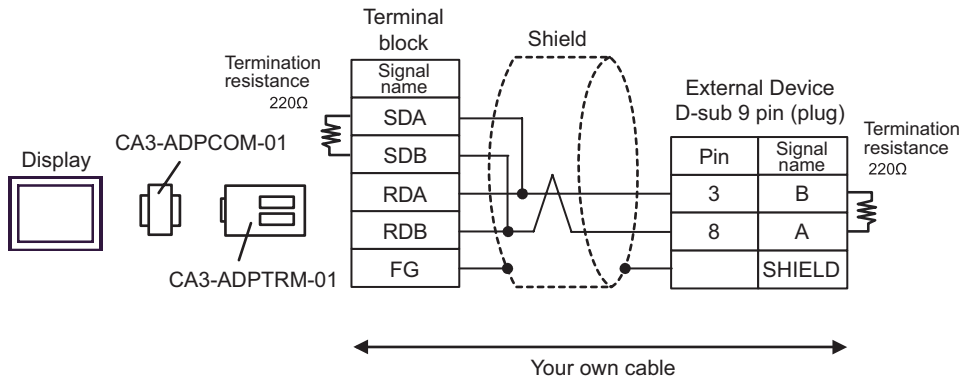 Terminal
block
Shield
Termination
resistance
220Ω
Signal
name
SDA
SDB
RDA
RDB
FG
External Device
D-sub 9 pin (plug)
Termination
resistance
220Ω
Pin
Signal
name
3
B
8
A
SHIELD
Display
CA3-ADPCOM-01
CA3-ADPTRM-01
Your own cable